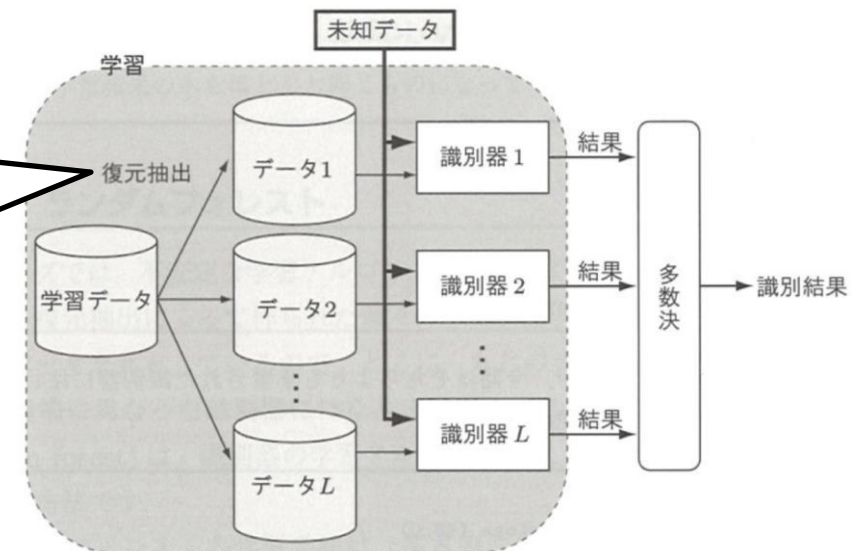 未知データ
学習
復元抽出
学習データ
データ1
データ2
データL
識別器1
識別器2
識別器L
結果
結果
結果
多数決
識別結果